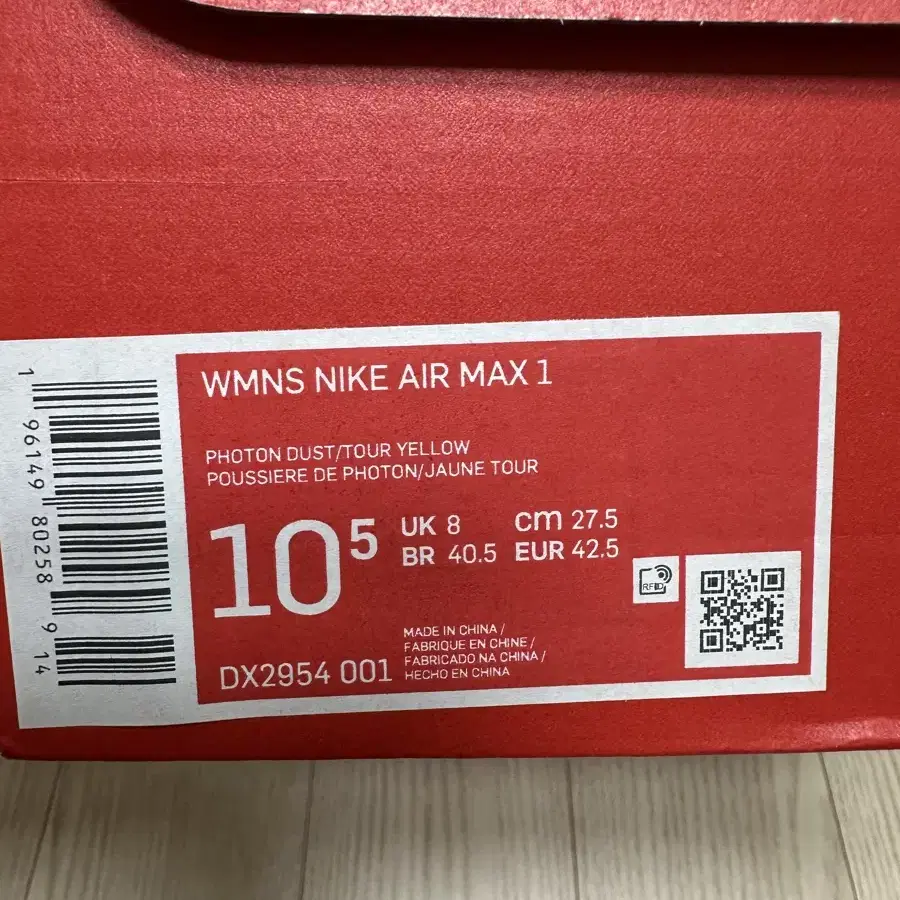 WMNS NIKE AIR MAX 1
PHOTON DUST/TOUR YELLOW
POUSSIERE DE PHOTON/JAUNE TOUR
10 5
UK 8 cm 27.5
BR 40.5 EUR 42.5
RFID
MADE IN CHINA /
FABRIQUE EN CHINE /
FABRICADO NA CHINA /
HECHO EN CHINA
DX2954 001
1 96149 80258 9 14